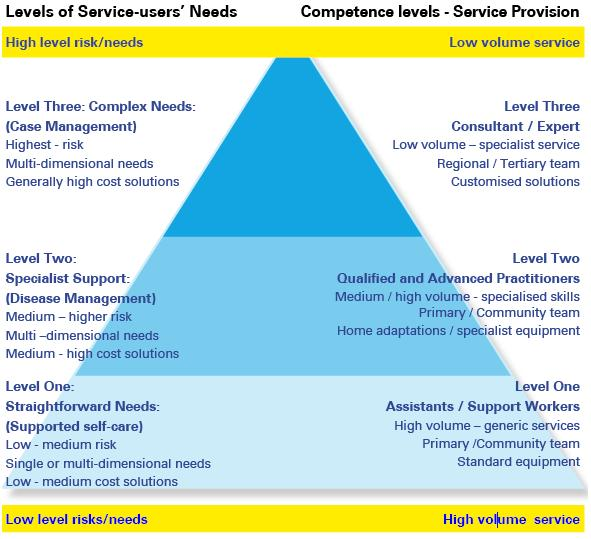 Levels of Service-users' Needs
Competence levels - Service Provision
High level risk/needs
Low volume service
Level Three: Complex Needs:
(Case Management)
Highest - risk
Multi-dimensional needs
Generally high cost solutions
Level Three
Consultant / Expert
Low volume – specialist service
Regional / Tertiary team
Customised solutions
Level Two:
Specialist Support:
(Disease Management)
Medium – higher risk
Multi –dimensional needs
Medium - high cost solutions
Level Two
Qualified and Advanced Practitioners
Medium / high volume - specialised skills
Primary / Community team
Home adaptations / specialist equipment
Level One:
Straightforward Needs:
(Supported self-care)
Low - medium risk
Single or multi-dimensional needs
Low - medium cost solutions
Level One
Assistants / Support Workers
High volume – generic services
Primary /Community team
Standard equipment
Low level risks/needs
High volume  service